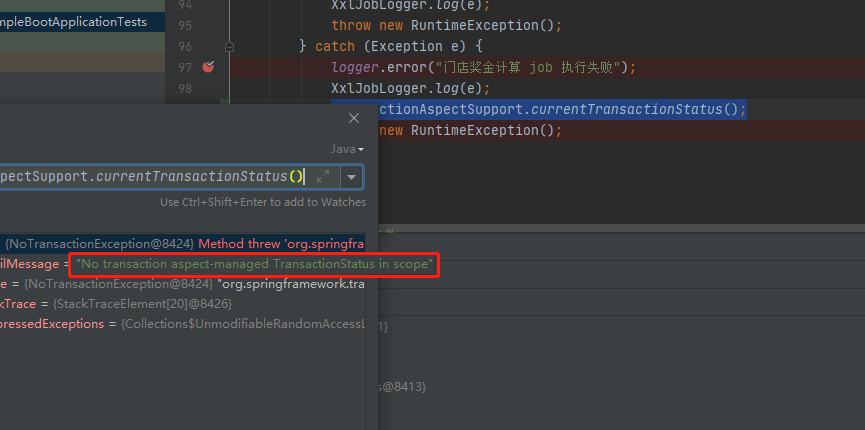 94 XxlJobLogger.log(e);
mpleBootApplicationTests
95 throw new RuntimeException();
96 } catch (Exception e) {
97 logger.error("门店奖金计算 job 执行失败");
98 XxlJobLogger.log(e);
ctionAspectSupport.currentTransactionStatus();
new RuntimeException();
Java
pectSupport.currentTransactionStatus()
Use Ctrl+Shift+Enter to add to Watches
{NoTransactionException@8424} Method threw 'org.springfra
ilMessage = "No transaction aspect-managed TransactionStatus in scope"
e = {NoTransactionException@8424} "org.springframework.tra
kTrace = {StackTraceElement[20]@8426}
pressedExceptions = {Collections$UnmodifiableRandomAccessL
1}
s@8413}